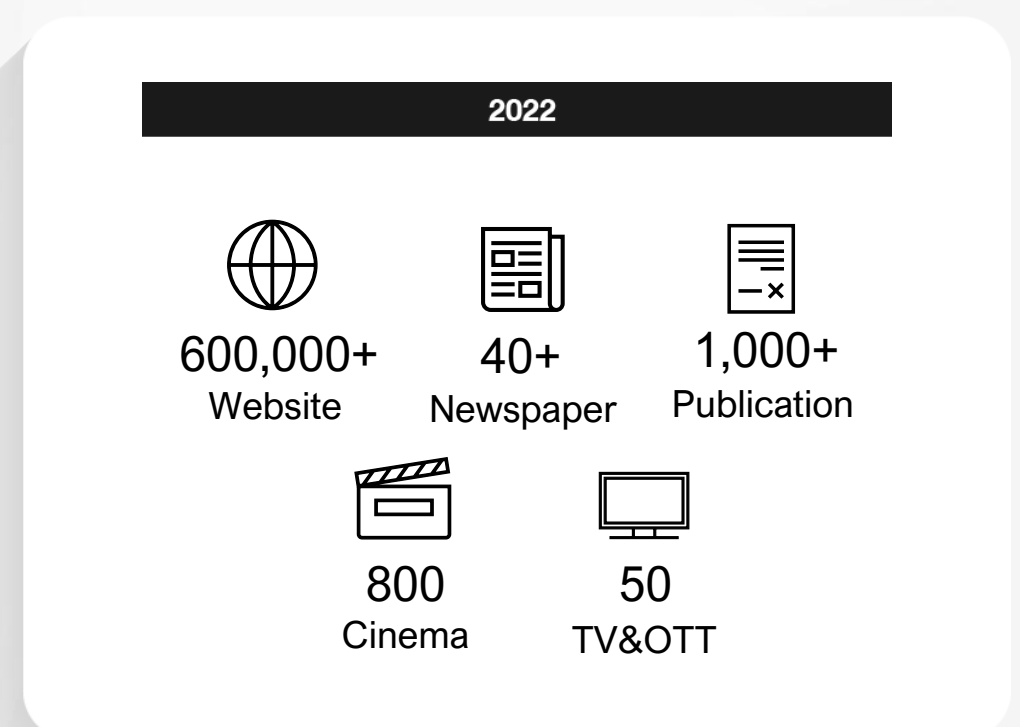 2022
600,000+
Website
40+
Newspaper
1,000+
Publication
800
Cinema
50
TV&OTT